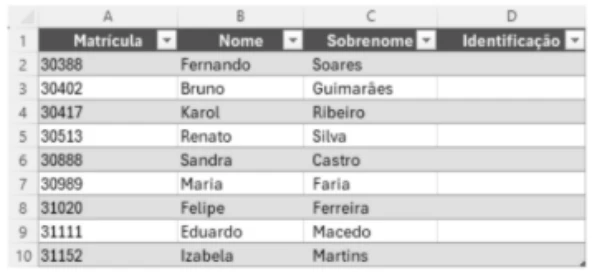 A B C D
1 Matrícula Nome Sobrenome Identificação
2 30388 Fernando Soares
3 30402 Bruno Guimarães
4 30417 Karol Ribeiro
5 30513 Renato Silva
6 30888 Sandra Castro
7 30989 Maria Faria
8 31020 Felipe Ferreira
9 31111 Eduardo Macedo
10 31152 Izabela Martins